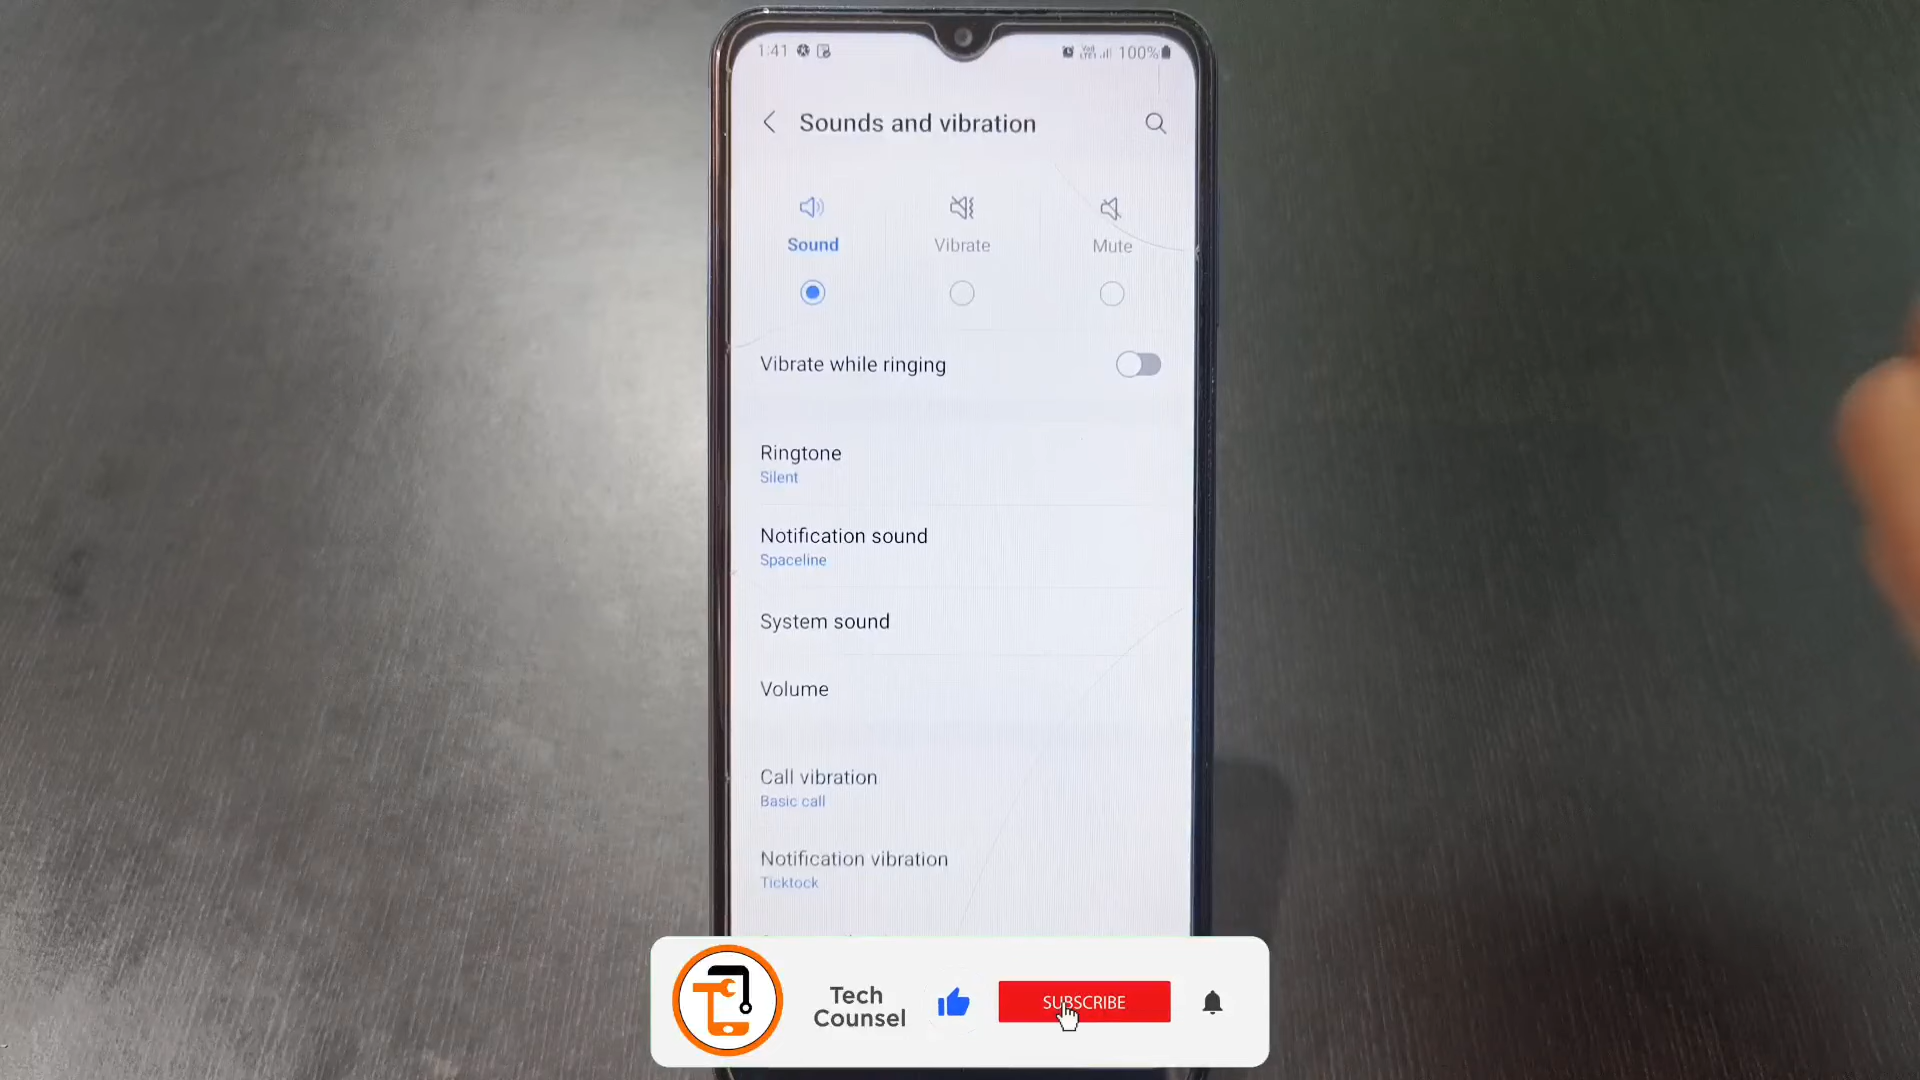 1:41
100%
Sounds and vibration
Sound
Vibrate
Mute
Vibrate while ringing
Ringtone
Silent
Notification sound
Spaceline
System sound
Volume
Call vibration
Basic call
Notification vibration
Ticktock
Tech
Counsel
SUBSCRIBE